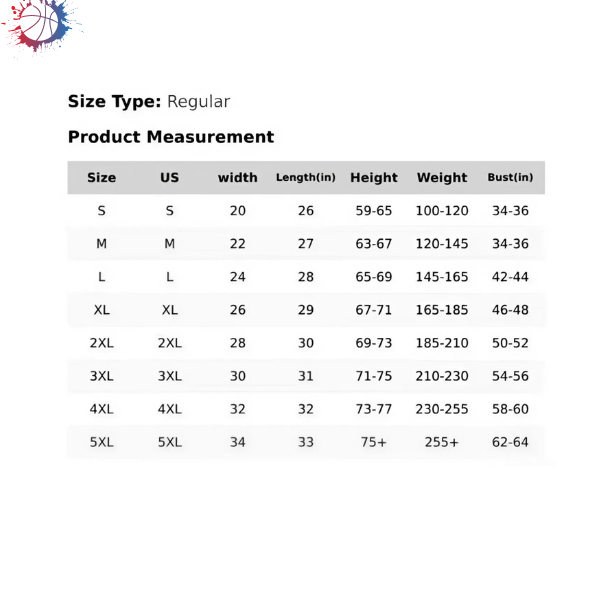 Size Type: Regular
Product Measurement
Size US width Length(in) Height Weight Bust(in)
S S 20 26 59-65 100-120 34-36
M M 22 27 63-67 120-145 34-36
L L 24 28 65-69 145-165 42-44
XL XL 26 29 67-71 165-185 46-48
2XL 2XL 28 30 69-73 185-210 50-52
3XL 3XL 30 31 71-75 210-230 54-56
4XL 4XL 32 32 73-77 230-255 58-60
5XL 5XL 34 33 75+ 255+ 62-64